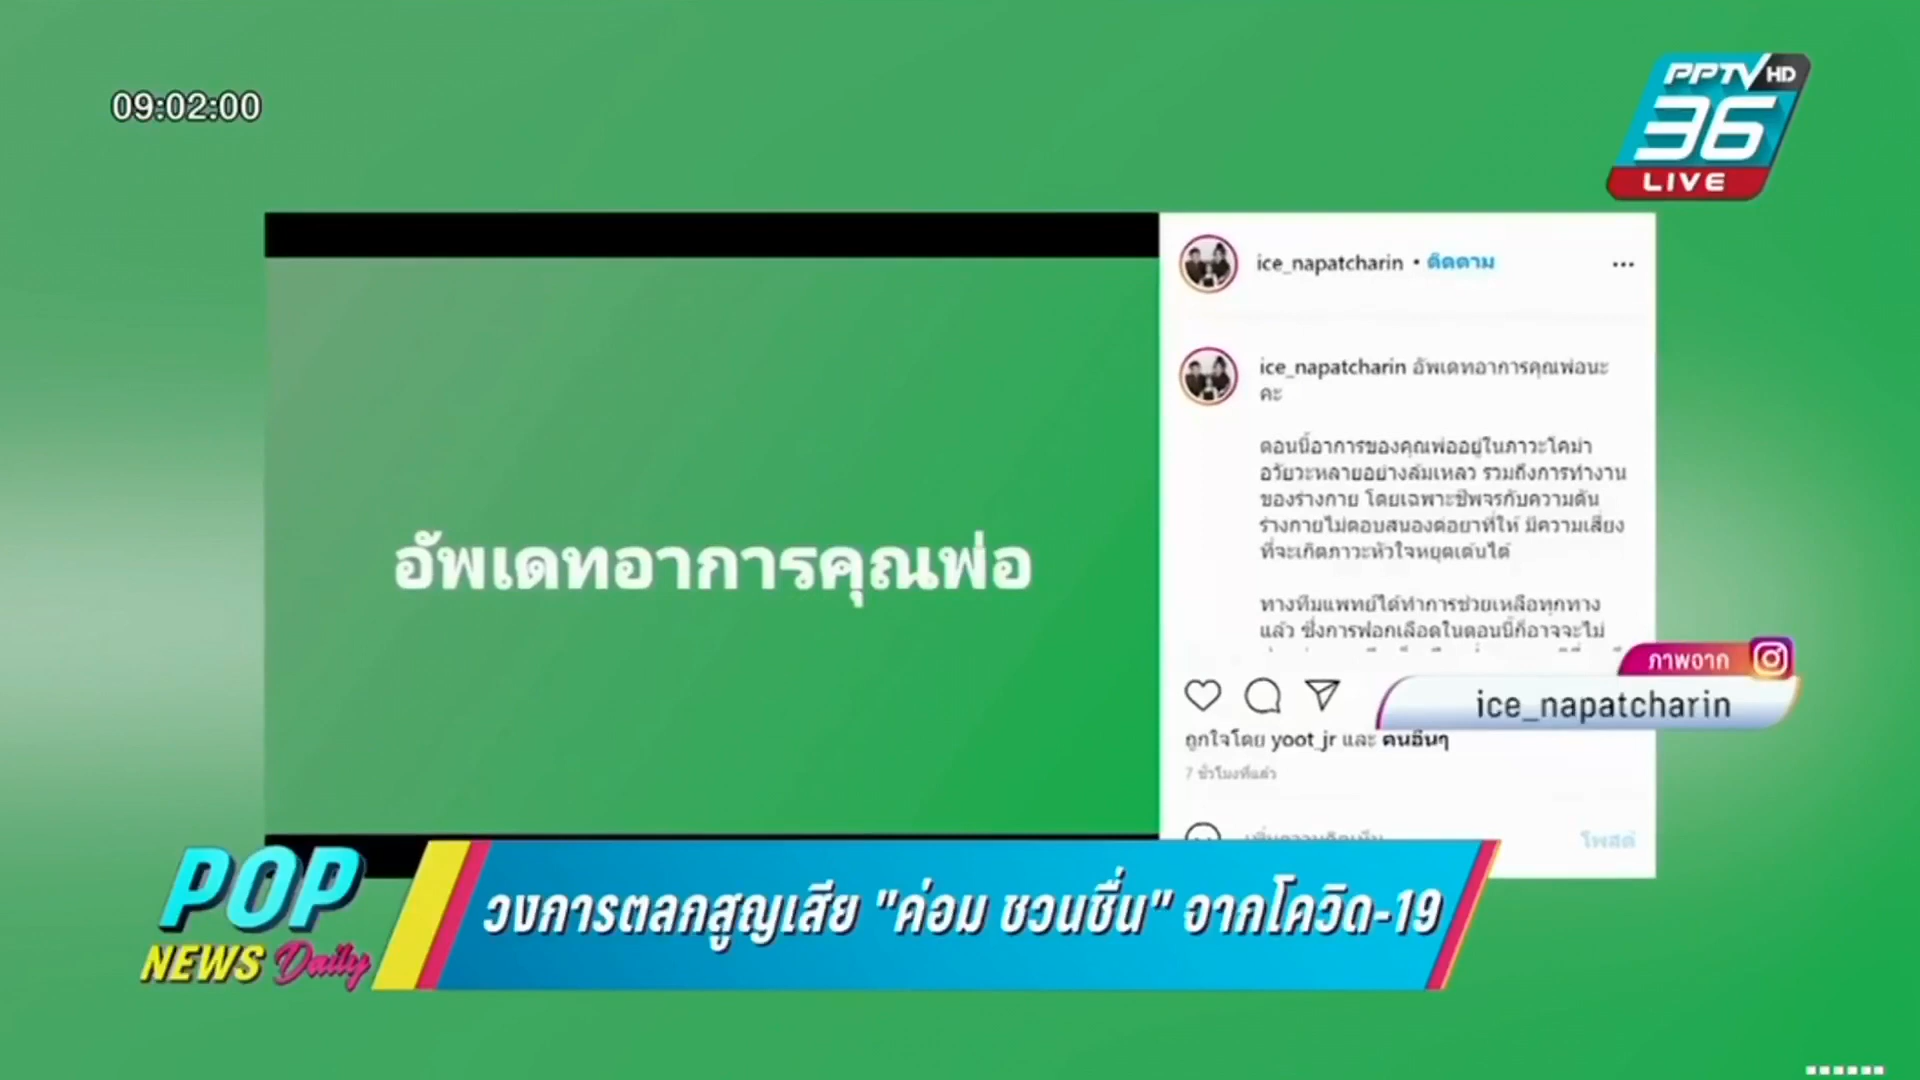 09:02:00
PPTV HD
36
LIVE
ice_napatcharin • ติดตาม
ice_napatcharin อัพเดทอาการคุณพ่อนะ
คะ
ตอนนี้อาการของคุณพ่ออยู่ในภาวะโคม่า
อวัยวะหลายอย่างล้มเหลว รวมถึงการทำงาน
ของร่างกาย โดยเฉพาะชีพจรกับความดัน
ร่างกายไม่ตอบสนองต่อยาที่ให้ มีความเสี่ยง
ที่จะเกิดภาวะหัวใจหยุดเต้นได้
ทางทีมแพทย์ได้ทำการช่วยเหลือทุกทาง
แล้ว ซึ่งการฟอกเลือดในตอนนี้ก็อาจจะไม่
อัพเดทอาการคุณพ่อ
ภาพจาก
ice_napatcharin
ถูกใจโดย yoot_jr และ คนอื่นๆ
7 ชั่วโมงที่แล้ว
โพสต์
POP
NEWS Daily
วงการตลกสูญเสีย "ค่อม ชวนชื่น" จากโควิด-19